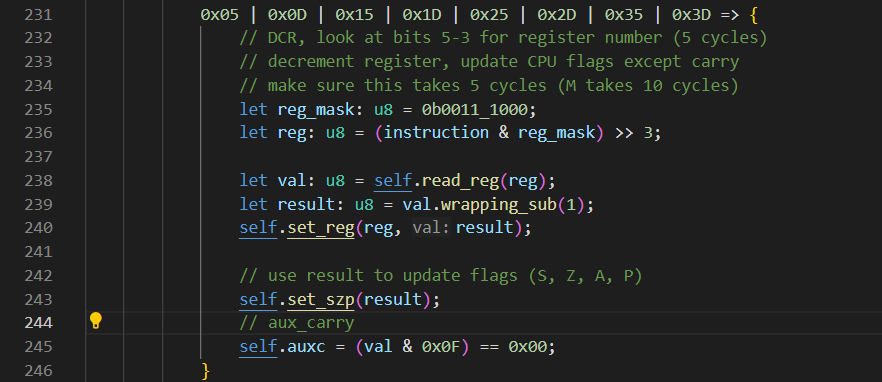 231 0x05 | 0x0D | 0x15 | 0x1D | 0x25 | 0x2D | 0x35 | 0x3D => {
232 // DCR, look at bits 5-3 for register number (5 cycles)
233 // decrement register, update CPU flags except carry
234 // make sure this takes 5 cycles (M takes 10 cycles)
235 let reg_mask: u8 = 0b0011_1000;
236 let reg: u8 = (instruction & reg_mask) >> 3;
237
238 let val: u8 = self.read_reg(reg);
239 let result: u8 = val.wrapping_sub(1);
240 self.set_reg(reg, val: result);
241
242 // use result to update flags (S, Z, A, P)
243 self.set_szp(result);
244 // aux_carry
245 self.auxc = (val & 0x0F) == 0x00;
246 }